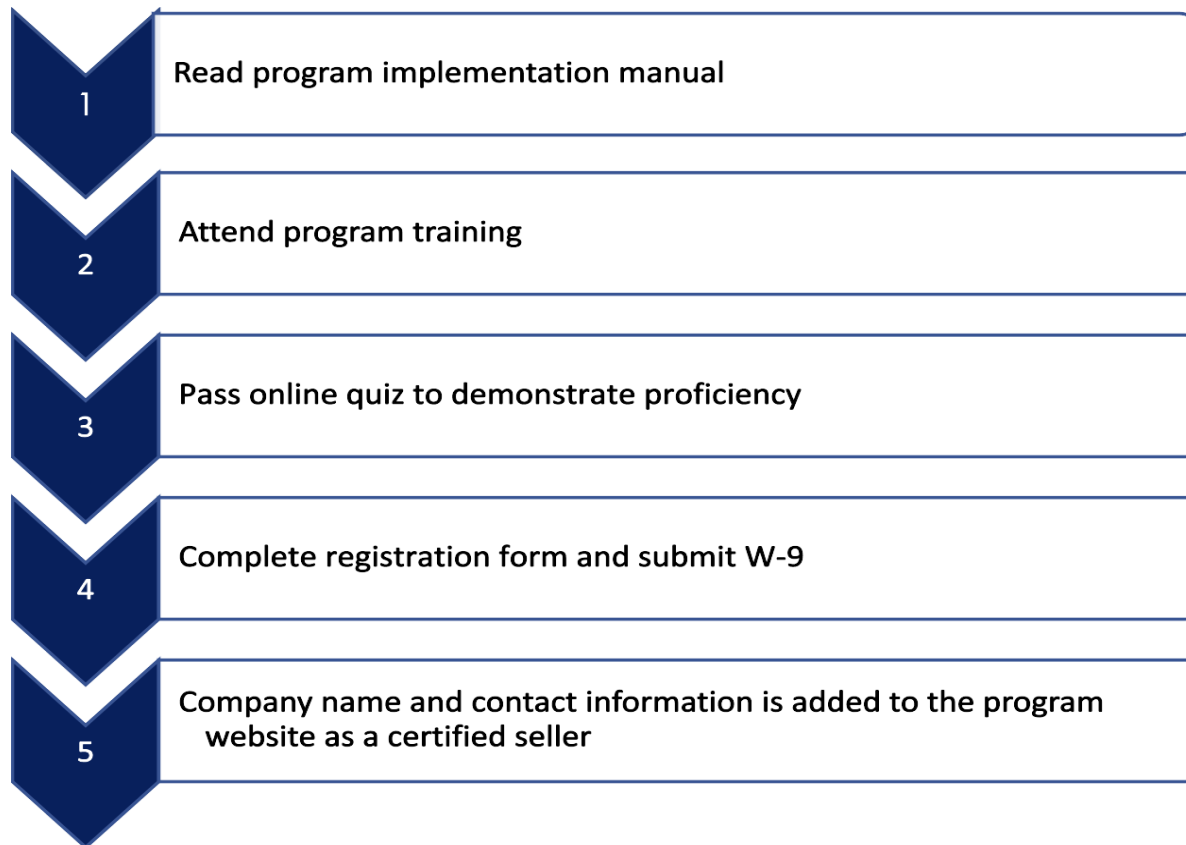 1
Read program implementation manual
2
Attend program training
3
Pass online quiz to demonstrate proficiency
4
Complete registration form and submit W-9
5
Company name and contact information is added to the program
website as a certified seller